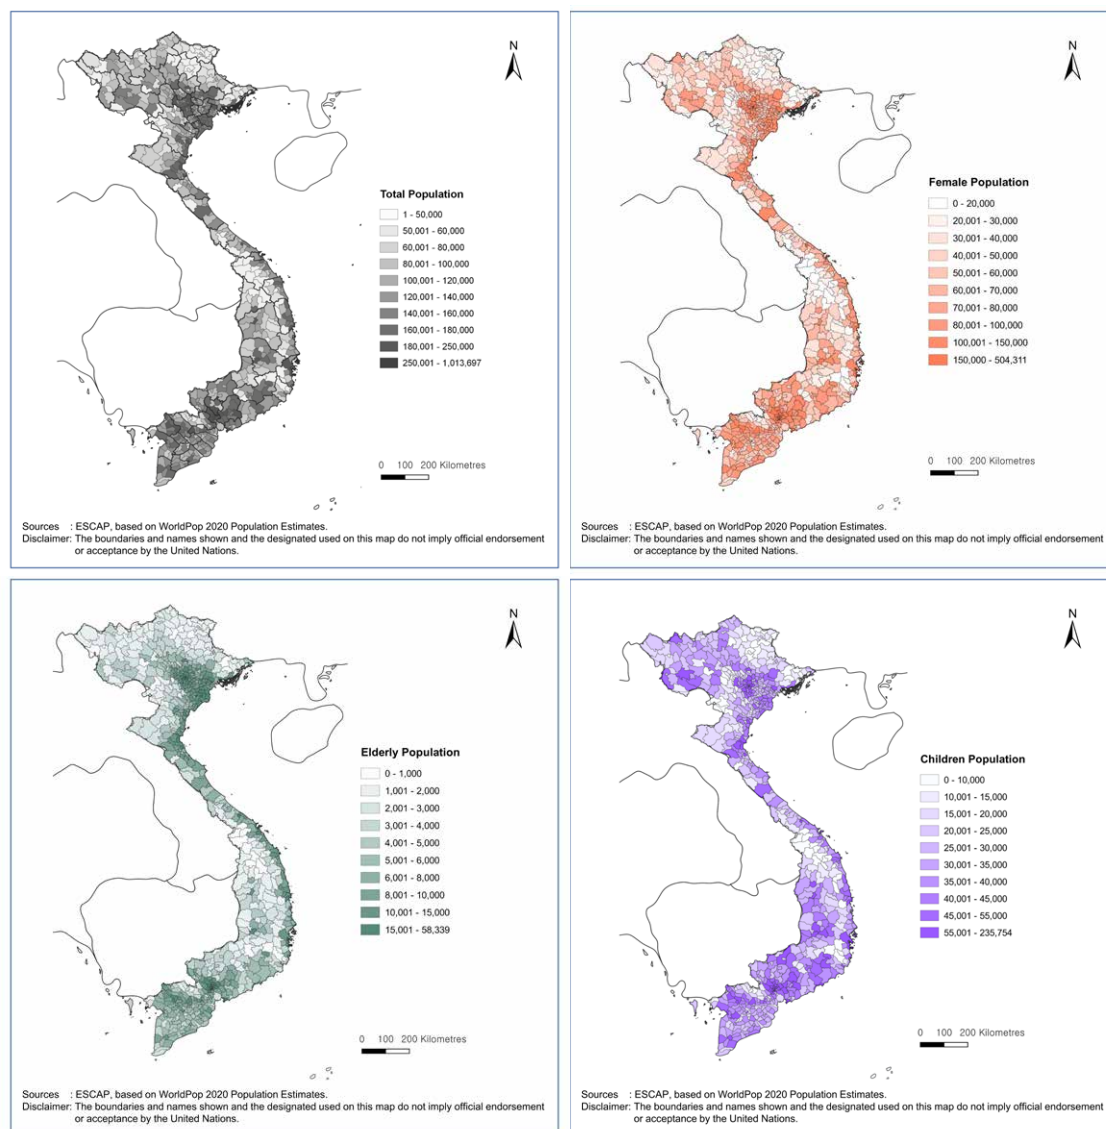 N
Total Population
1 - 50,000
50,001 - 60,000
60,001 - 80,000
80,001 - 100,000
100,001 - 120,000
120,001 - 140,000
140,001 - 160,000
160,001 - 180,000
180,001 - 250,000
250,001 - 1,013,697
0 100 200 Kilometres
Sources : ESCAP, based on WorldPop 2020 Population Estimates.
Disclaimer: The boundaries and names shown and the designated used on this map do not imply official endorsement
or acceptance by the United Nations.
N
Female Population
0 - 20,000
20,001 - 30,000
30,001 - 40,000
40,001 - 50,000
50,001 - 60,000
60,001 - 70,000
70,001 - 80,000
80,001 - 100,000
100,001 - 150,000
150,000 - 504,311
0 100 200 Kilometres
Sources : ESCAP, based on WorldPop 2020 Population Estimates.
Disclaimer: The boundaries and names shown and the designated used on this map do not imply official endorsement
or acceptance by the United Nations.
N
Elderly Population
0 - 1,000
1,001 - 2,000
2,001 - 3,000
3,001 - 4,000
4,001 - 5,000
5,001 - 6,000
6,001 - 8,000
8,001 - 10,000
10,001 - 15,000
15,001 - 58,339
0 100 200 Kilometres
Sources : ESCAP, based on WorldPop 2020 Population Estimates.
Disclaimer: The boundaries and names shown and the designated used on this map do not imply official endorsement
or acceptance by the United Nations.
N
Children Population
0 - 10,000
10,001 - 15,000
15,001 - 20,000
20,001 - 25,000
25,001 - 30,000
30,001 - 35,000
35,001 - 40,000
40,001 - 45,000
45,001 - 55,000
55,001 - 235,754
0 100 200 Kilometres
Sources : ESCAP, based on WorldPop 2020 Population Estimates.
Disclaimer: The boundaries and names shown and the designated used on this map do not imply official endorsement
or acceptance by the United Nations.